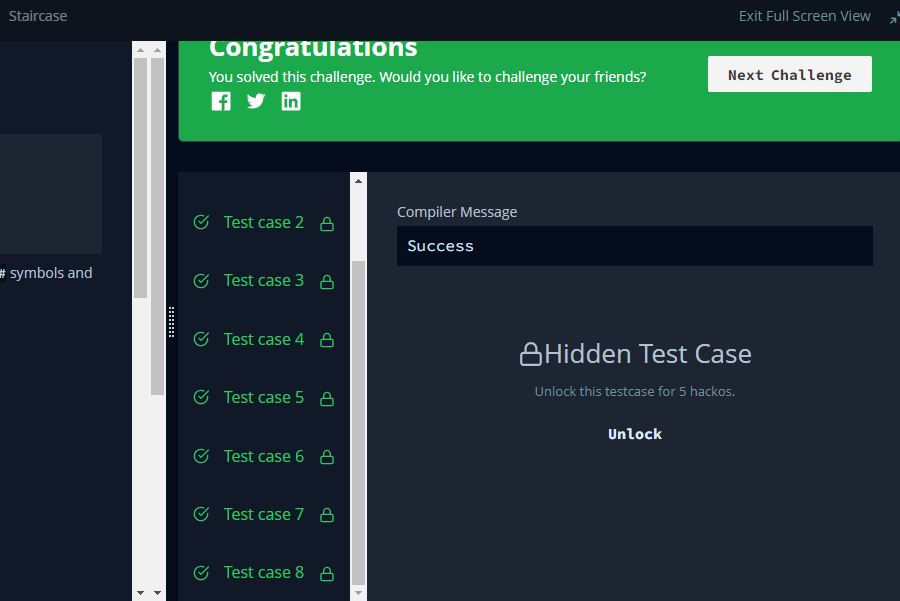 Staircase
Exit Full Screen View
Congratulations
You solved this challenge. Would you like to challenge your friends?
Next Challenge
# symbols and
Test case 2
Test case 3
Test case 4
Test case 5
Test case 6
Test case 7
Test case 8
Compiler Message
Success
Hidden Test Case
Unlock this testcase for 5 hackos.
Unlock